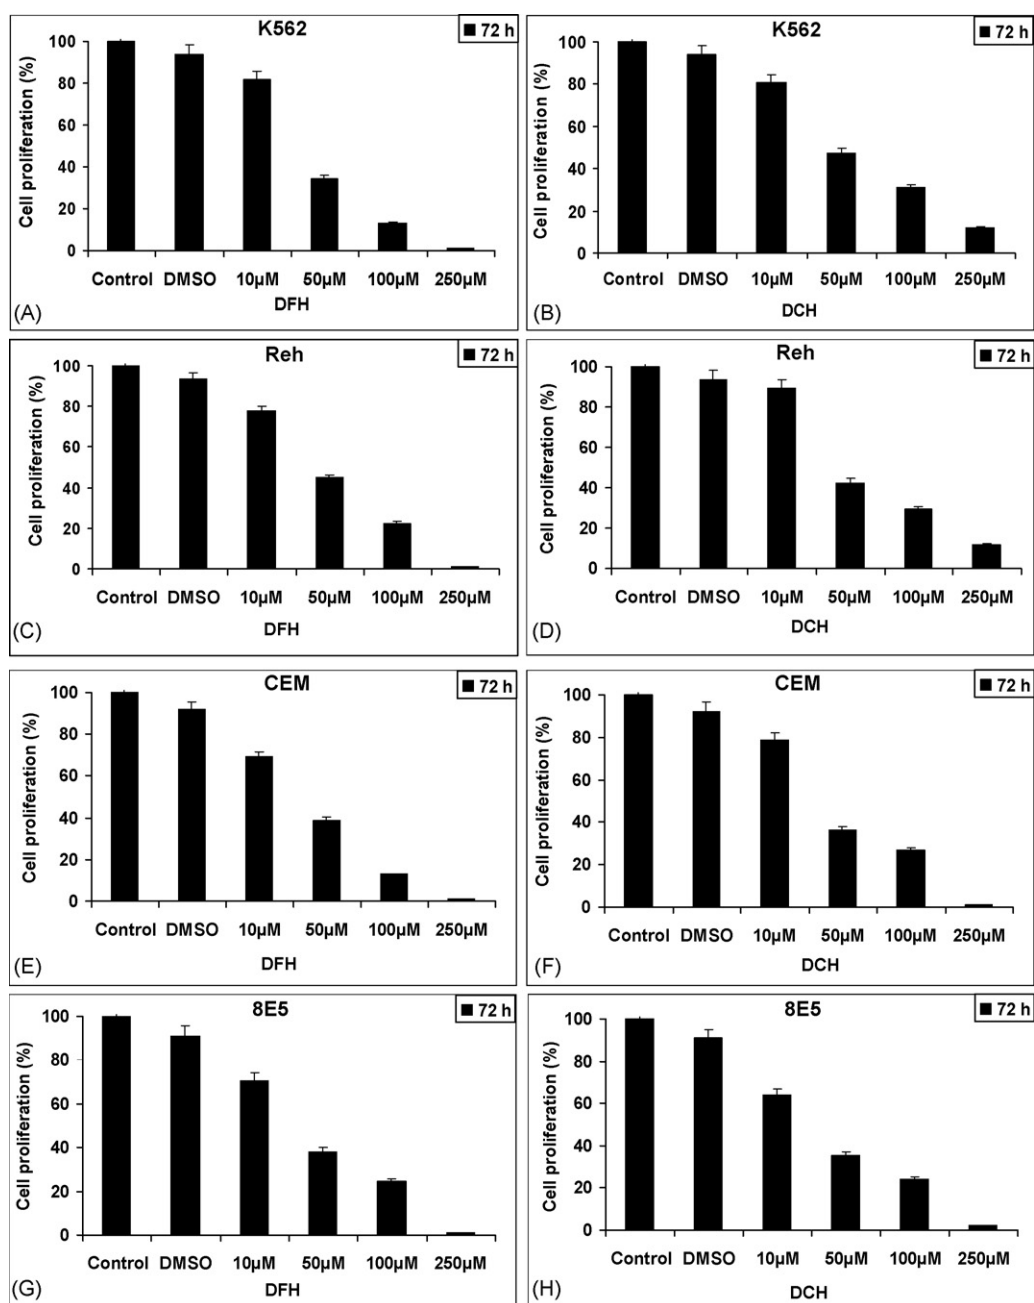 K562
72 h
Cell proliferation (%)
100
80
60
40
20
0
Control DMSO 10µM 50µM 100µM 250µM
DFH
(A)
K562
72 h
Cell proliferation (%)
100
80
60
40
20
0
Control DMSO 10µM 50µM 100µM 250µM
DCH
(B)
Reh
72 h
Cell proliferation (%)
100
80
60
40
20
0
Control DMSO 10µM 50µM 100µM 250µM
DFH
(C)
Reh
72 h
Cell proliferation (%)
100
80
60
40
20
0
Control DMSO 10µM 50µM 100µM 250µM
DCH
(D)
CEM
72 h
Cell proliferation (%)
100
80
60
40
20
0
Control DMSO 10µM 50µM 100µM 250µM
DFH
(E)
CEM
72 h
Cell proliferation (%)
100
80
60
40
20
0
Control DMSO 10µM 50µM 100µM 250µM
DCH
(F)
8E5
72 h
Cell proliferation (%)
100
80
60
40
20
0
Control DMSO 10µM 50µM 100µM 250µM
DFH
(G)
8E5
72 h
Cell proliferation (%)
100
80
60
40
20
0
Control DMSO 10µM 50µM 100µM 250µM
DCH
(H)